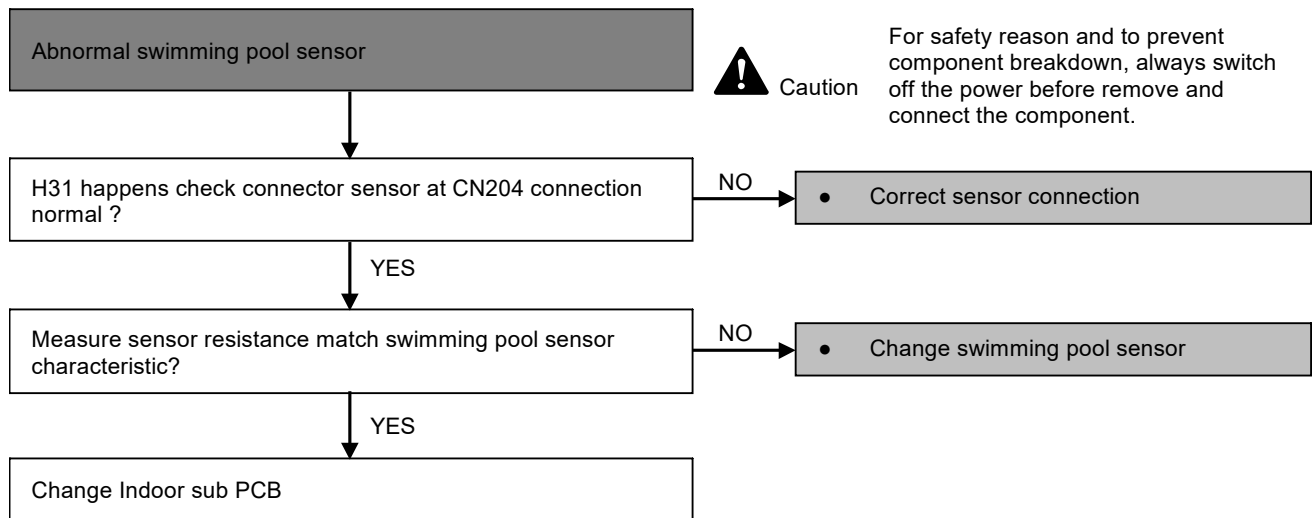 Abnormal swimming pool sensor
Caution
For safety reason and to prevent
component breakdown, always switch
off the power before remove and
connect the component.
H31 happens check connector sensor at CN204 connection
normal ?
NO
● Correct sensor connection
YES
Measure sensor resistance match swimming pool sensor
characteristic?
NO
● Change swimming pool sensor
YES
Change Indoor sub PCB